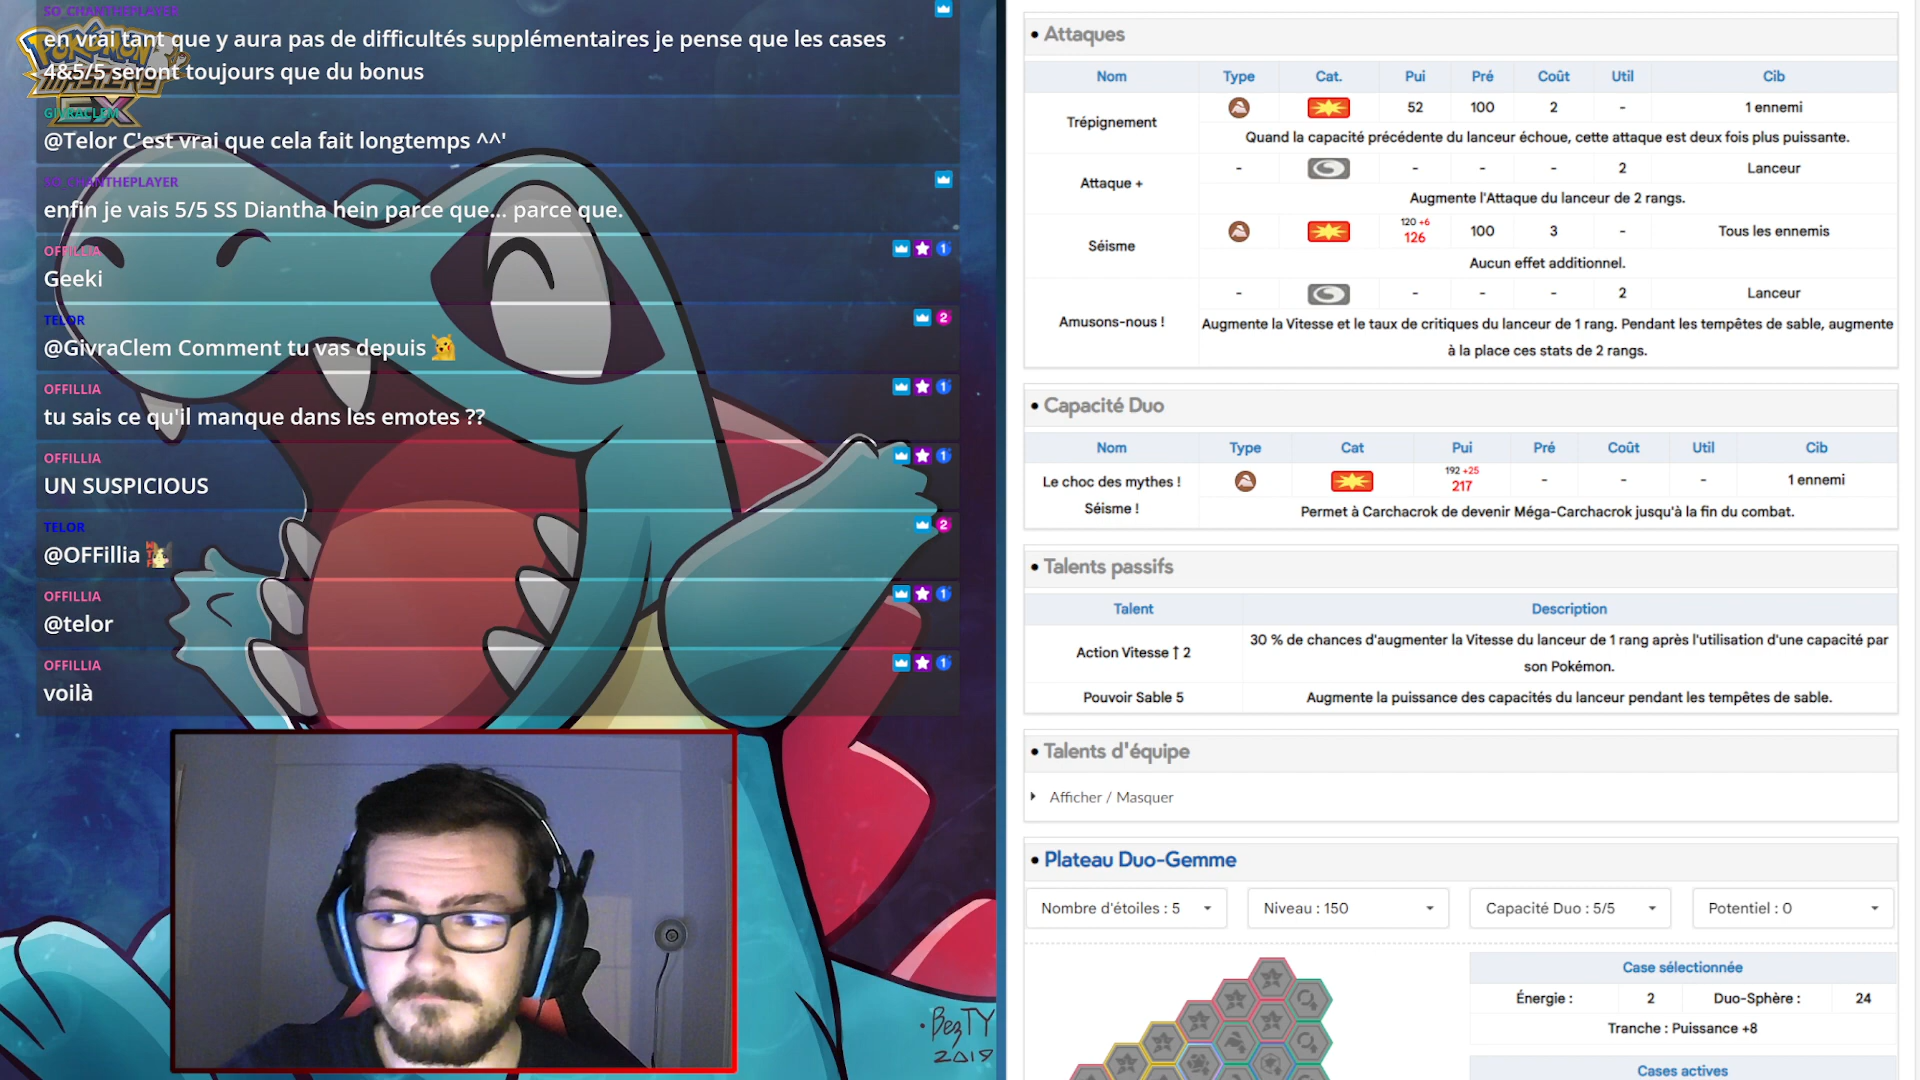 SO_CHANTHEPLAYER
en vrai tant que y aura pas de difficultés supplémentaires je pense que les cases
4&5/5 seront toujours que du bonus
POKÉMON
MASTERS
EX
GIVRACLEM
@Telor C'est vrai que cela fait longtemps ^^'
SO_CHANTHEPLAYER
enfin je vais 5/5 SS Diantha hein parce que... parce que.
OFFILLIA
Geeki
TELOR
@GivraClem Comment tu vas depuis
OFFILLIA
tu sais ce qu'il manque dans les emotes ??
OFFILLIA
UN SUSPICIOUS
TELOR
@OFFillia
OFFILLIA
@telor
OFFILLIA
voilà
BezTY
2019
• Attaques
Nom Type Cat. Pui Pré Coût Util Cib
Trépignement 52 100 2 - 1 ennemi
Quand la capacité précédente du lanceur échoue, cette attaque est deux fois plus puissante.
Attaque + - - - - 2 Lanceur
Augmente l'Attaque du lanceur de 2 rangs.
Séisme 120 +6 126 100 3 - Tous les ennemis
Aucun effet additionnel.
Amusons-nous ! - - - - 2 Lanceur
Augmente la Vitesse et le taux de critiques du lanceur de 1 rang. Pendant les tempêtes de sable, augmente
à la place ces stats de 2 rangs.
• Capacité Duo
Nom Type Cat Pui Pré Coût Util Cib
Le choc des mythes ! 192 +25 217 - - - 1 ennemi
Séisme !
Permet à Carchacrok de devenir Méga-Carchacrok jusqu'à la fin du combat.
• Talents passifs
Talent Description
Action Vitesse ↑ 2
30 % de chances d'augmenter la Vitesse du lanceur de 1 rang après l'utilisation d'une capacité par
son Pokémon.
Pouvoir Sable 5 Augmente la puissance des capacités du lanceur pendant les tempêtes de sable.
• Talents d'équipe
Afficher / Masquer
• Plateau Duo-Gemme
Nombre d'étoiles : 5 Niveau : 150 Capacité Duo : 5/5 Potentiel : 0
Case sélectionnée
Énergie : 2 Duo-Sphère : 24
Tranche : Puissance +8
Cases actives